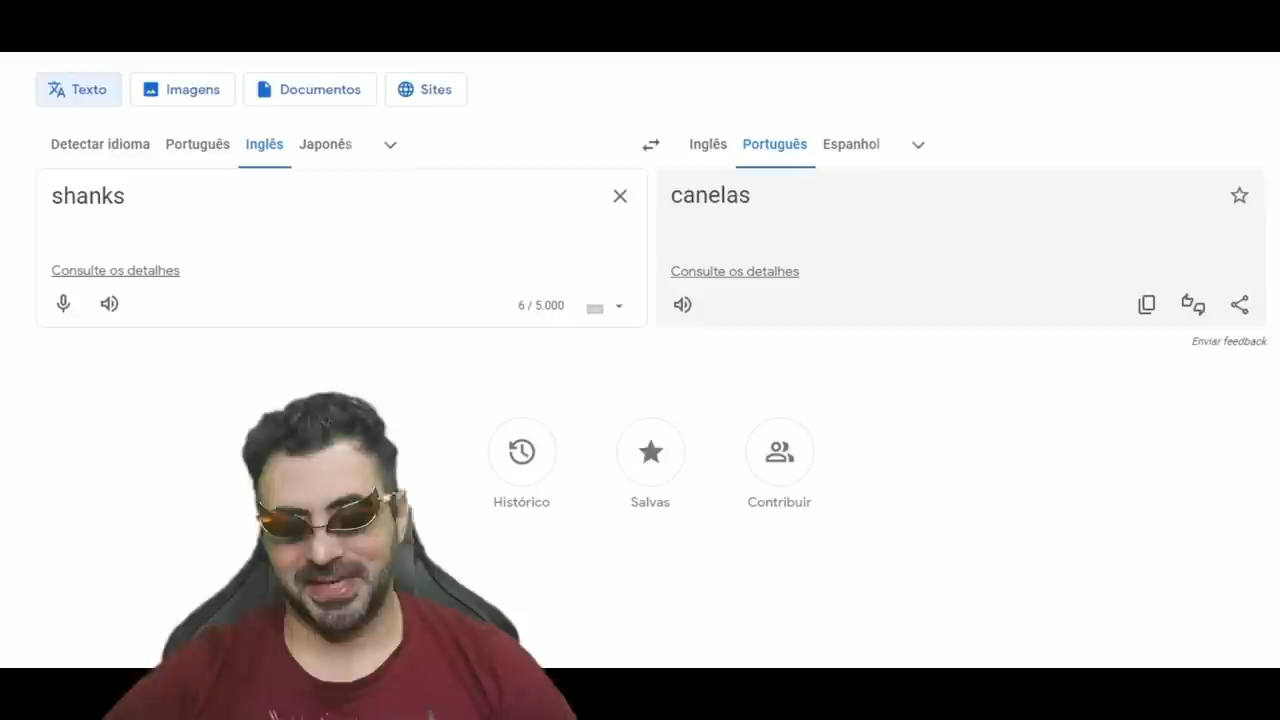 Texto Imagens Documentos Sites
Detectar idioma Português Inglês Japonês Inglês Português Espanhol
shanks
canelas
Consulte os detalhes
Consulte os detalhes
6 / 5.000
Enviar feedback
Histórico Salvas Contribuir